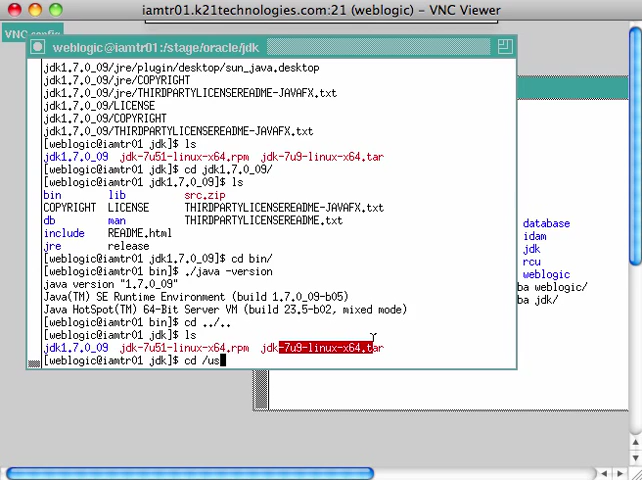 iamtr01.k21technologies.com:21 (weblogic) – VNC Viewer
VNC config
weblogic@iamtr01:/stage/oracle/jdk
jdk1.7.0_09/jre/plugin/desktop/sun_java.desktop
jdk1.7.0_09/jre/COPYRIGHT
jdk1.7.0_09/jre/THIRDPARTYLICENSEREADME-JAVAFX.txt
jdk1.7.0_09/LICENSE
jdk1.7.0_09/COPYRIGHT
jdk1.7.0_09/THIRDPARTYLICENSEREADME-JAVAFX.txt
[weblogic@iamtr01 jdk]$ ls
jdk1.7.0_09  jdk-7u51-linux-x64.rpm  jdk-7u9-linux-x64.tar
[weblogic@iamtr01 jdk]$ cd jdk1.7.0_09/
[weblogic@iamtr01 jdk1.7.0_09]$ ls
bin        lib          src.zip
COPYRIGHT  LICENSE      THIRDPARTYLICENSEREADME-JAVAFX.txt
db         man          THIRDPARTYLICENSEREADME.txt
include    README.html
jre        release
[weblogic@iamtr01 jdk1.7.0_09]$ cd bin/
[weblogic@iamtr01 bin]$ ./java -version
java version "1.7.0_09"
Java(TM) SE Runtime Environment (build 1.7.0_09-b05)
Java HotSpot(TM) 64-Bit Server VM (build 23.5-b02, mixed mode)
[weblogic@iamtr01 bin]$ cd ../..
[weblogic@iamtr01 jdk]$ ls
jdk1.7.0_09  jdk-7u51-linux-x64.rpm  jdk-7u9-linux-x64.tar
[weblogic@iamtr01 jdk]$ cd /us
database
idam
jdk
rcu
weblogic
ba weblogic/
ba jdk/